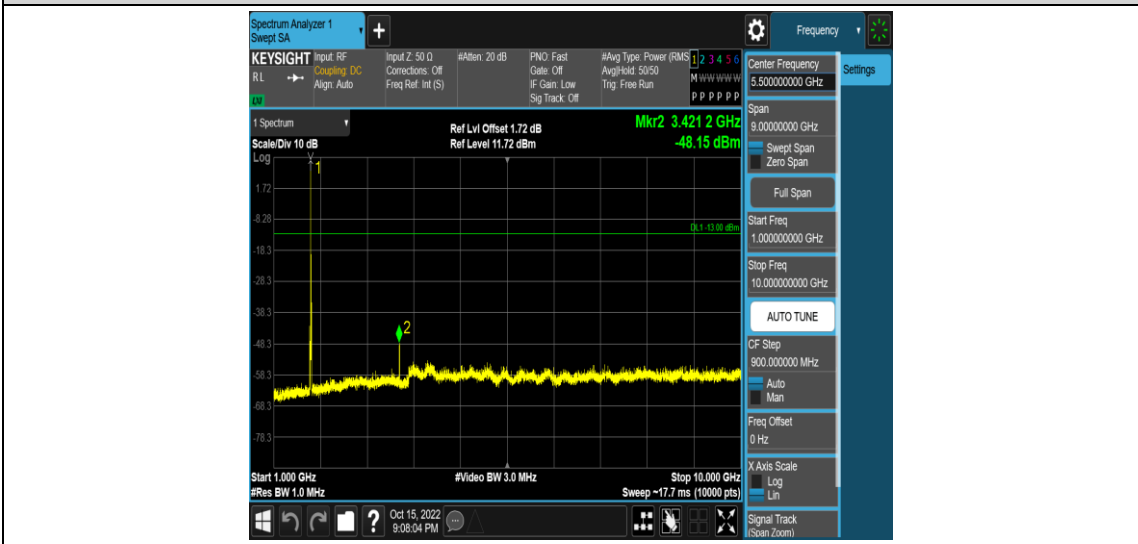 Spectrum Analyzer 1
Swept SA
+
Frequency
KEYSIGHT
RL
LXI
Input: RF
Coupling: DC
Align: Auto
Input Z: 50 Ω
Corrections: Off
Freq Ref: Int (S)
#Atten: 20 dB
PNO: Fast
Gate: Off
IF Gain: Low
Sig Track: Off
#Avg Type: Power (RMS
Avg|Hold: 50/50
Trig: Free Run
1 2 3 4 5 6
M W W W W W
P P P P P P
1 Spectrum
Scale/Div 10 dB
Log
Ref Lvl Offset 1.72 dB
Ref Level 11.72 dBm
Mkr2 3.421 2 GHz
-48.15 dBm
1
1.72
-8.28
DL1 -13.00 dBm
-18.3
-28.3
-38.3
2
-48.3
-58.3
-68.3
-78.3
Start 1.000 GHz
#Video BW 3.0 MHz
Stop 10.000 GHz
#Res BW 1.0 MHz
Sweep ~17.7 ms (10000 pts)
Center Frequency
5.500000000 GHz
Settings
Span
9.00000000 GHz
Swept Span
Zero Span
Full Span
Start Freq
1.000000000 GHz
Stop Freq
10.000000000 GHz
AUTO TUNE
CF Step
900.000000 MHz
Auto
Man
Freq Offset
0 Hz
X Axis Scale
Log
Lin
Signal Track
(Span Zoom)
?
Oct 15, 2022
9:08:04 PM